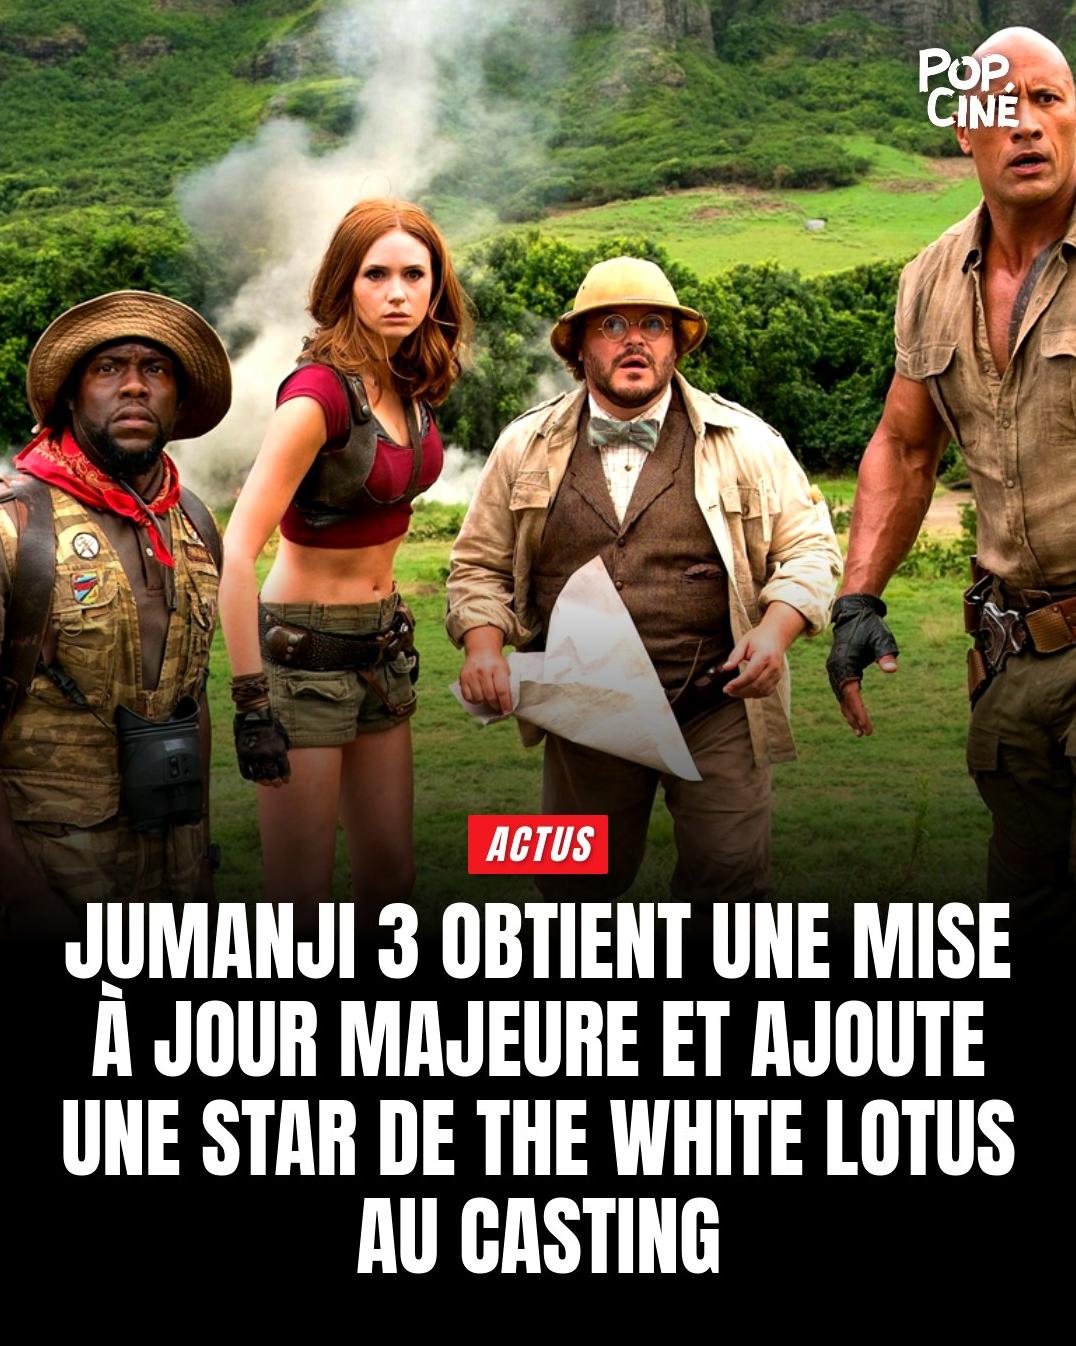 POP.
CINÉ
ACTUS
JUMANJI 3 OBTIENT UNE MISE
À JOUR MAJEURE ET AJOUTE
UNE STAR DE THE WHITE LOTUS
AU CASTING